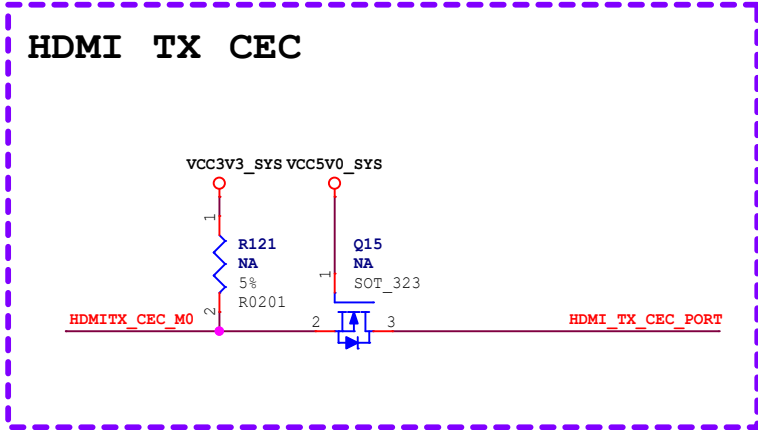 HDMI TX CEC
VCC3V3_SYS VCC5V0_SYS
1
R121
NA
5%
R0201
2
1
Q15
NA
SOT_323
HDMITX_CEC_M0
2
3
HDMI_TX_CEC_PORT